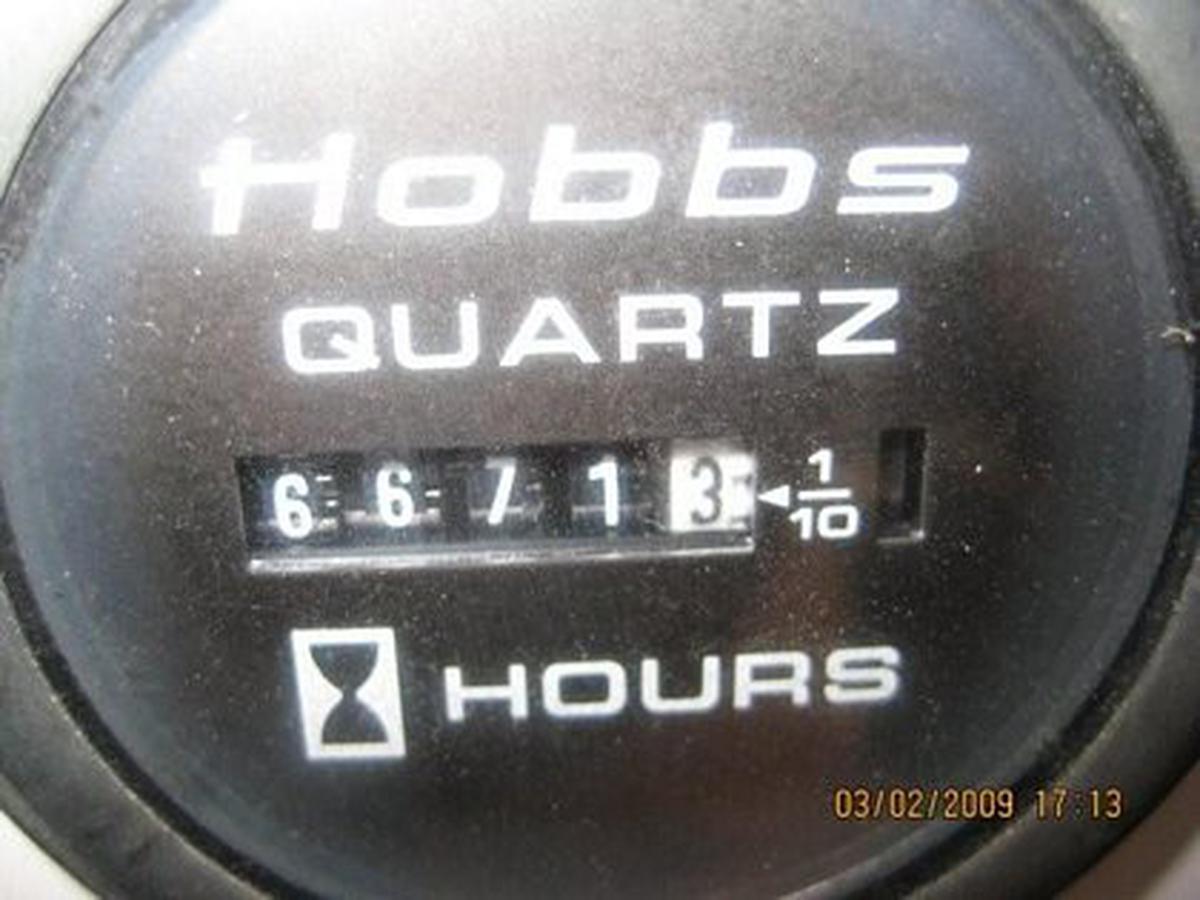 Hobbs
QUARTZ
6 6 7 1 3 ◄ 1/10
HOURS
03/02/2009 17:13